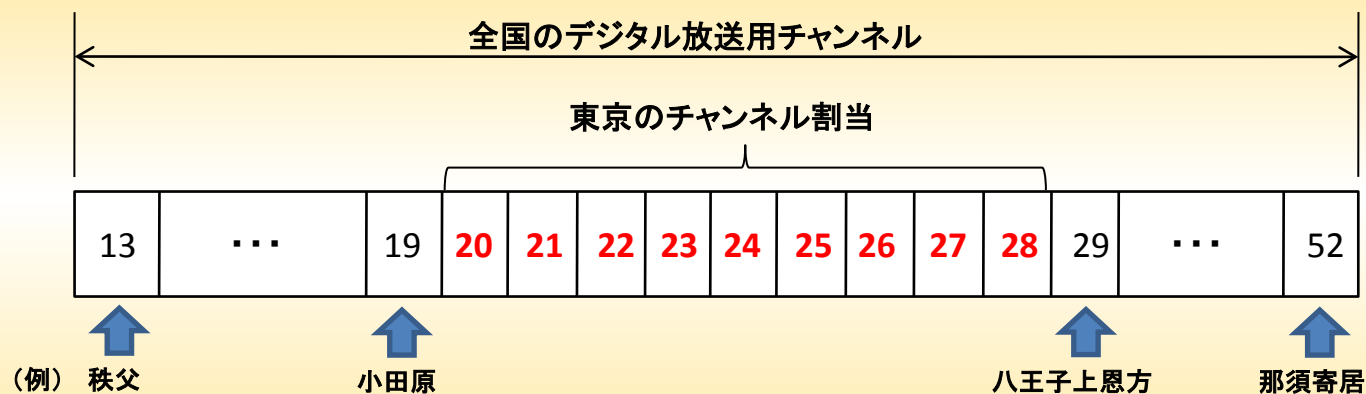 全国のデジタル放送用チャンネル
東京のチャンネル割当
13 ・・・ 19 20 21 22 23 24 25 26 27 28 29 ・・・ 52
（例） 秩父 小田原 八王子上恩方 那須寄居